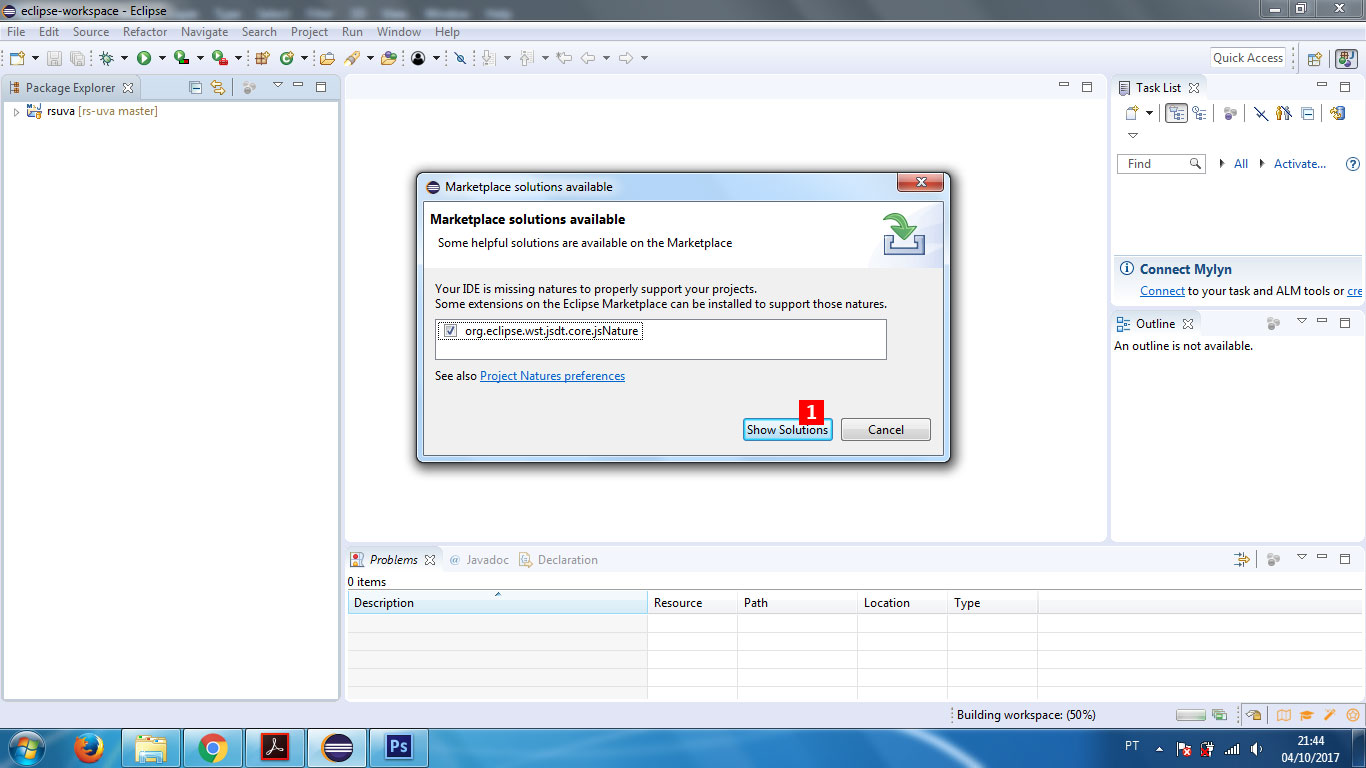 eclipse-workspace - Eclipse
File Edit Source Refactor Navigate Search Project Run Window Help
Quick Access
Package Explorer
rsuva [rs-uva master]
Task List
Find
All
Activate...
Connect Mylyn
Connect to your task and ALM tools or cre
Outline
An outline is not available.
Marketplace solutions available
Marketplace solutions available
Some helpful solutions are available on the Marketplace
Your IDE is missing natures to properly support your projects.
Some extensions on the Eclipse Marketplace can be installed to support those natures.
org.eclipse.wst.jsdt.core.jsNature
See also Project Natures preferences
1
Show Solutions Cancel
Problems @ Javadoc Declaration
0 items
Description Resource Path Location Type
Building workspace: (50%)
Ps
PT
21:44
04/10/2017